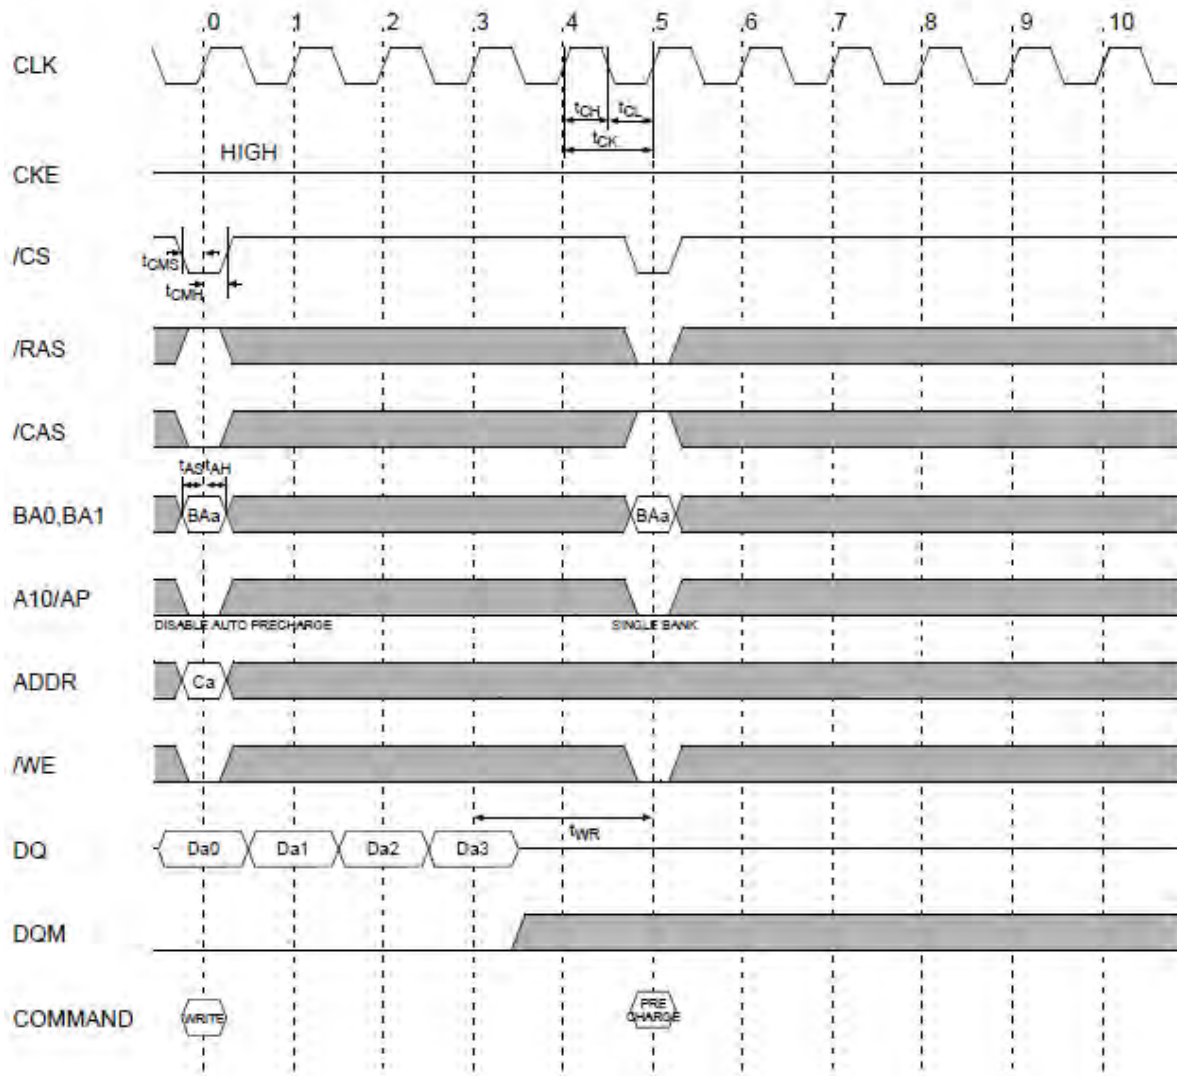 0 1 2 3 4 5 6 7 8 9 10
CLK
tCH tCL
tCK
HIGH
CKE
/CS
tCMS
tCMH
/RAS
/CAS
tAS tAH
BA0,BA1 BAa BAa
A10/AP
DISABLE AUTO PRECHARGE SINGLE BANK
ADDR Ca
/WE
tWR
DQ Da0 Da1 Da2 Da3
DQM
PRE
COMMAND WRITE CHARGE